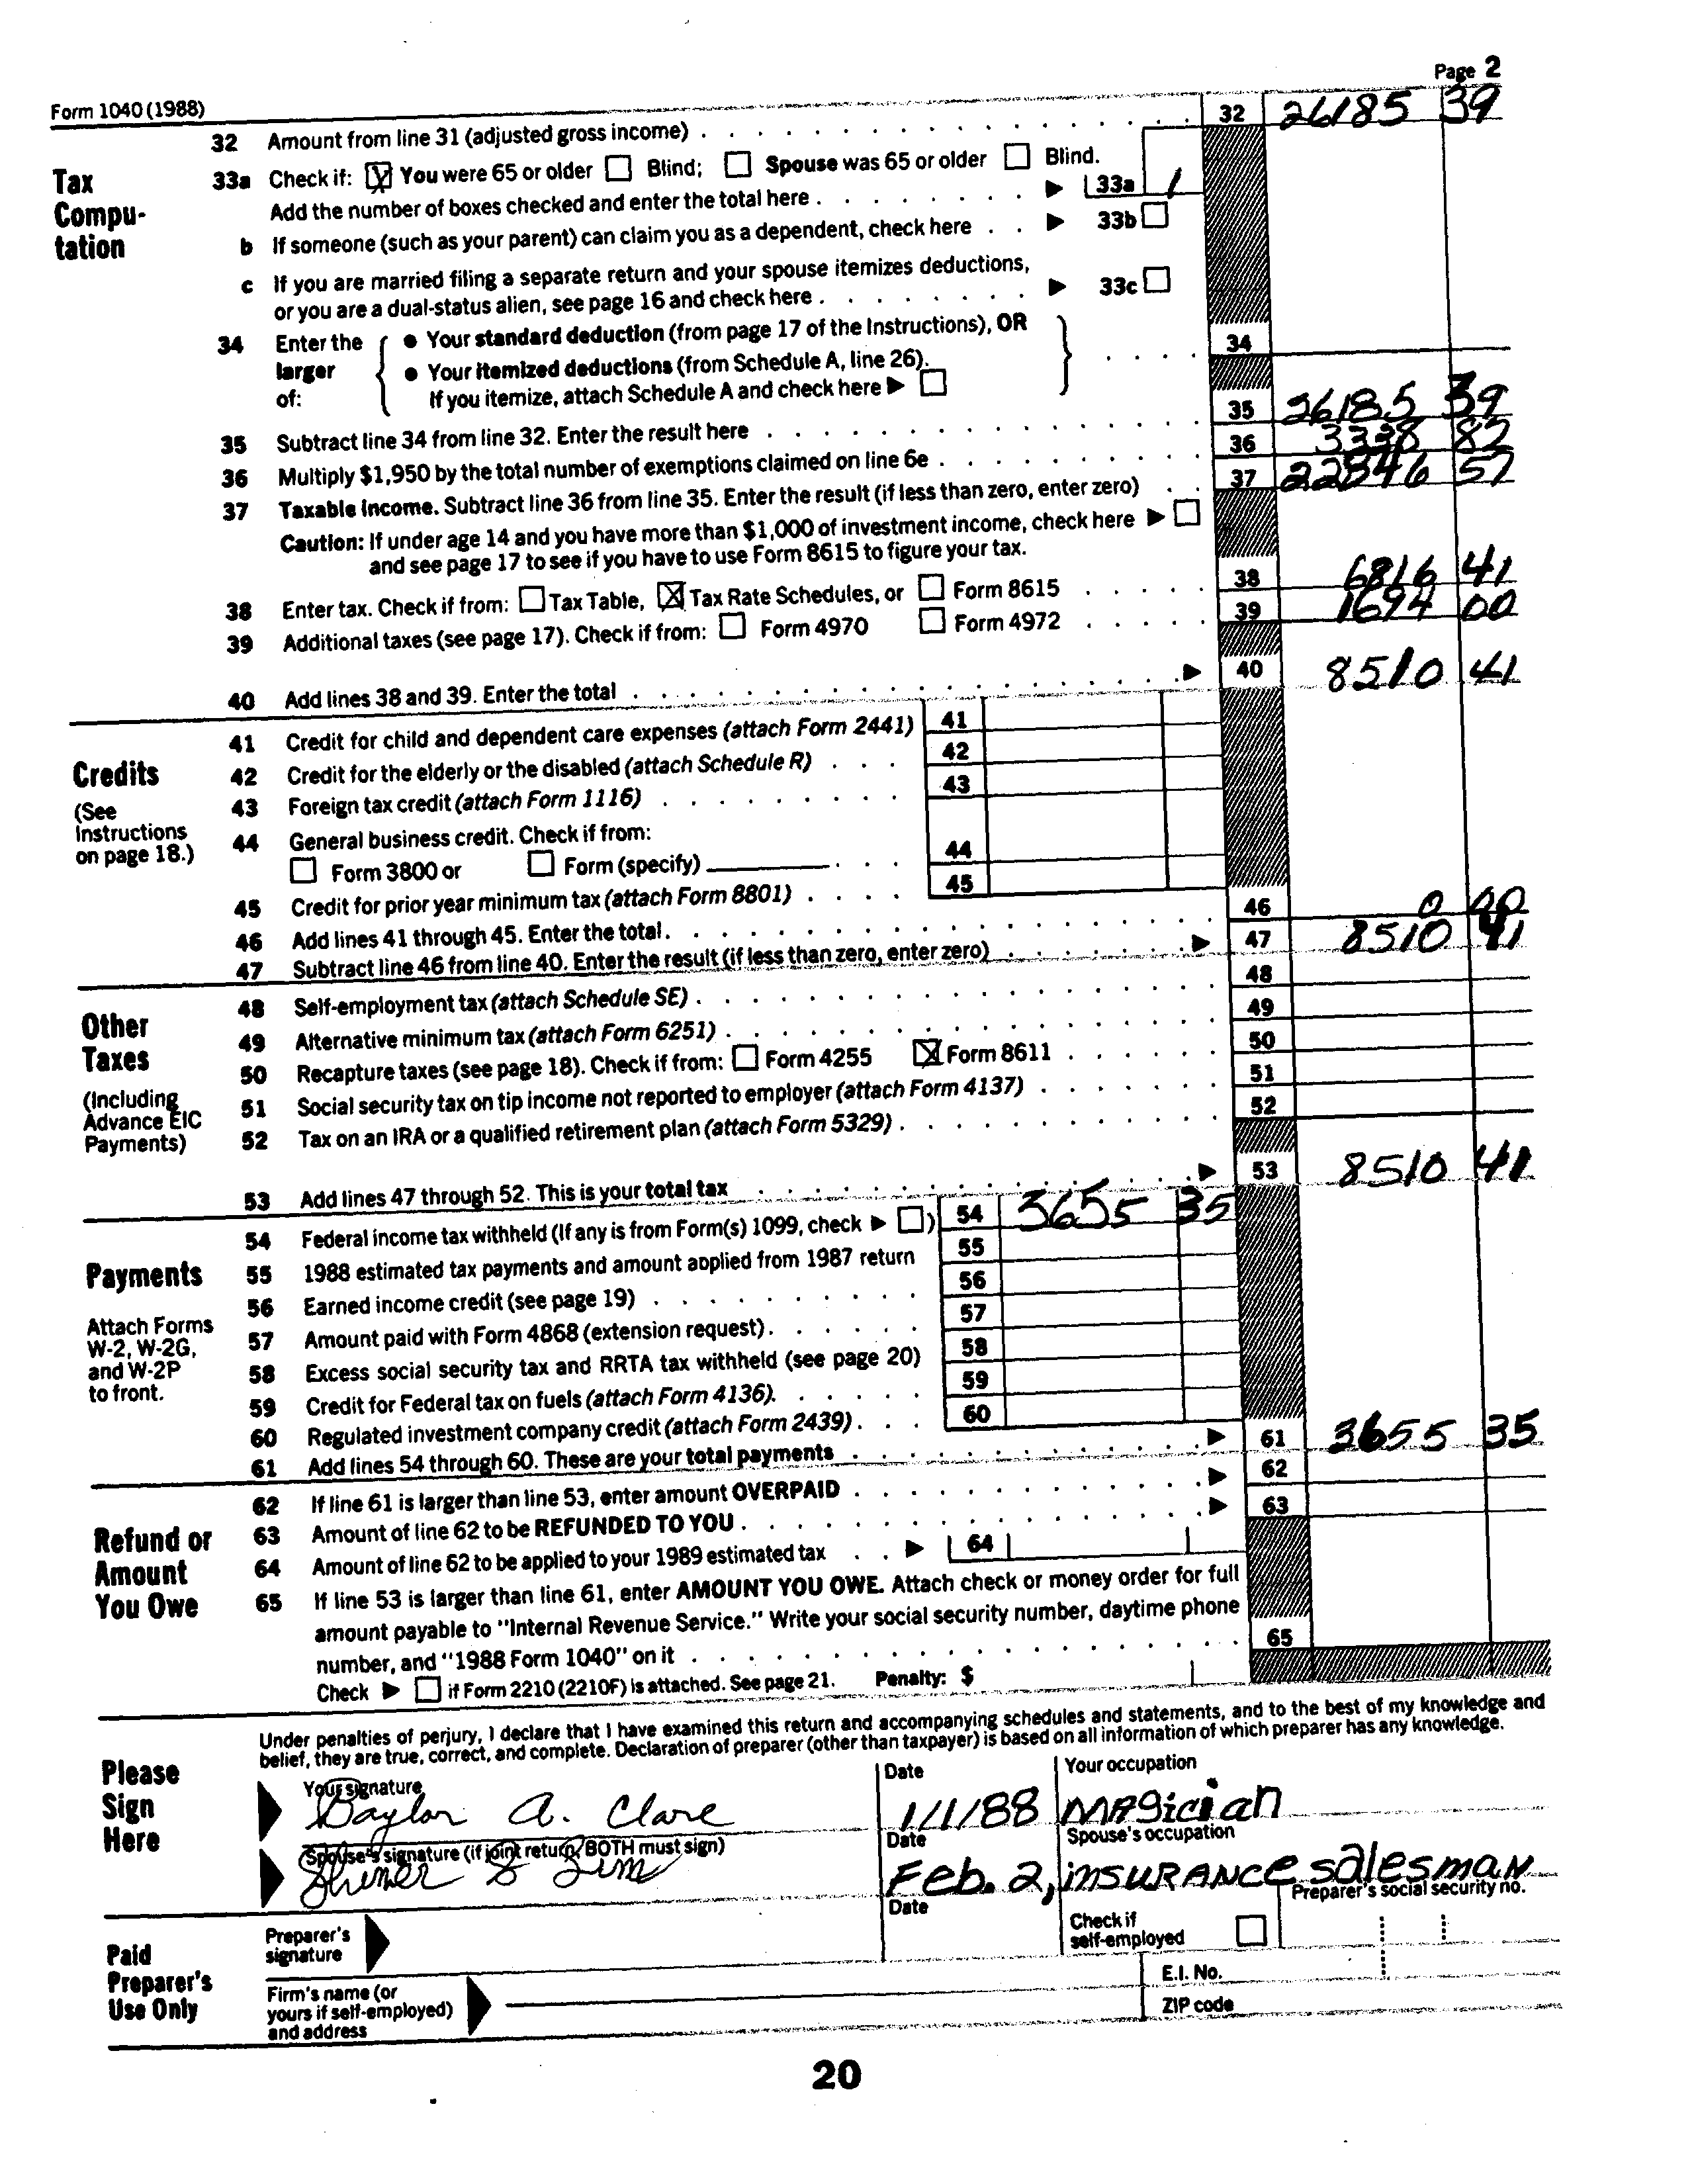 Page 2
Form 1040 (1988)
32 Amount from line 31 (adjusted gross income) 32 26185 39
Tax Compu- tation
33a Check if: ☒ You were 65 or older ☐ Blind; ☐ Spouse was 65 or older ☐ Blind.
Add the number of boxes checked and enter the total here ▶ 33a 1
b If someone (such as your parent) can claim you as a dependent, check here ▶ 33b ☐
c If you are married filing a separate return and your spouse itemizes deductions,
or you are a dual-status alien, see page 16 and check here ▶ 33c ☐
34 Enter the larger of: { ● Your standard deduction (from page 17 of the Instructions), OR
● Your itemized deductions (from Schedule A, line 26).
If you itemize, attach Schedule A and check here ▶ ☐ } 34
35 Subtract line 34 from line 32. Enter the result here 35 26185 39
36 Multiply $1,950 by the total number of exemptions claimed on line 6e 36 3338 82
37 Taxable income. Subtract line 36 from line 35. Enter the result (if less than zero, enter zero) 37 22846 57
Caution: If under age 14 and you have more than $1,000 of investment income, check here ▶ ☐
and see page 17 to see if you have to use Form 8615 to figure your tax.
38 Enter tax. Check if from: ☐ Tax Table, ☒ Tax Rate Schedules, or ☐ Form 8615 38 6816 41
39 Additional taxes (see page 17). Check if from: ☐ Form 4970 ☐ Form 4972 39 1694 00
40 Add lines 38 and 39. Enter the total ▶ 40 8510 41
Credits
(See Instructions on page 18.)
41 Credit for child and dependent care expenses (attach Form 2441) 41
42 Credit for the elderly or the disabled (attach Schedule R) 42
43 Foreign tax credit (attach Form 1116) 43
44 General business credit. Check if from:
☐ Form 3800 or ☐ Form (specify) 44
45 Credit for prior year minimum tax (attach Form 8801) 45
46 Add lines 41 through 45. Enter the total. 46 0 00
47 Subtract line 46 from line 40. Enter the result (if less than zero, enter zero) ▶ 47 8510 41
Other Taxes
(Including Advance EIC Payments)
48 Self-employment tax (attach Schedule SE) 48
49 Alternative minimum tax (attach Form 6251) 49
50 Recapture taxes (see page 18). Check if from: ☐ Form 4255 ☒ Form 8611 50
51 Social security tax on tip income not reported to employer (attach Form 4137) 51
52 Tax on an IRA or a qualified retirement plan (attach Form 5329) 52
53 Add lines 47 through 52. This is your total tax ▶ 53 8510 41
Payments
Attach Forms W-2, W-2G, and W-2P to front.
54 Federal income tax withheld (If any is from Form(s) 1099, check ▶ ☐) 54 3655 35
55 1988 estimated tax payments and amount applied from 1987 return 55
56 Earned income credit (see page 19) 56
57 Amount paid with Form 4868 (extension request). 57
58 Excess social security tax and RRTA tax withheld (see page 20) 58
59 Credit for Federal tax on fuels (attach Form 4136). 59
60 Regulated investment company credit (attach Form 2439) 60
61 Add lines 54 through 60. These are your total payments ▶ 61 3655 35
Refund or Amount You Owe
62 If line 61 is larger than line 53, enter amount OVERPAID ▶ 62
63 Amount of line 62 to be REFUNDED TO YOU ▶ 63
64 Amount of line 62 to be applied to your 1989 estimated tax ▶ 64
65 If line 53 is larger than line 61, enter AMOUNT YOU OWE. Attach check or money order for full
amount payable to "Internal Revenue Service." Write your social security number, daytime phone
number, and "1988 Form 1040" on it 65
Check ▶ ☐ if Form 2210 (2210F) is attached. See page 21. Penalty: $
Please Sign Here
Under penalties of perjury, I declare that I have examined this return and accompanying schedules and statements, and to the best of my knowledge and
belief, they are true, correct, and complete. Declaration of preparer (other than taxpayer) is based on all information of which preparer has any knowledge.
Your signature Date Your occupation
Daylor A. Clare 1/1/88 MAgician
Spouse's signature (if joint return, BOTH must sign) Date Spouse's occupation
Feb. 2, iNSURANCE salesmaN
Paid Preparer's Use Only
Preparer's signature Date Check if self-employed ☐ Preparer's social security no.
Firm's name (or yours if self-employed) and address E.I. No.
ZIP code
20